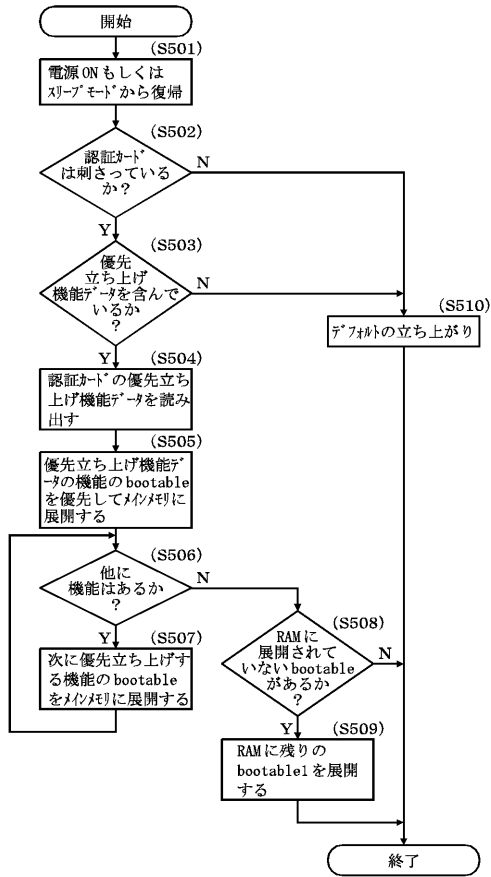 開始
(S501)
電源ONもしくは
ｽﾘｰﾌﾟﾓｰﾄﾞから復帰
(S502)
認証ｶｰﾄﾞ
は刺さっている
か？
N
Y
(S503)
優先
立ち上げ
機能ﾃﾞｰﾀを含んで
いるか
？
N
Y
(S510)
ﾃﾞﾌｫﾙﾄの立ち上がり
(S504)
認証ｶｰﾄﾞの優先立ち
上げ機能ﾃﾞｰﾀを読み
出す
(S505)
優先立ち上げ機能ﾃﾞ
ｰﾀの機能のbootable
を優先してﾒｲﾝﾒﾓﾘに
展開する
(S506)
他に
機能はあるか
？
N
Y
(S507)
次に優先立ち上げす
る機能のbootable
をﾒｲﾝﾒﾓﾘに展開する
(S508)
RAMに
展開されて
いないbootable
があるか
？
N
Y
(S509)
RAMに残りの
bootable1を展開
する
終了